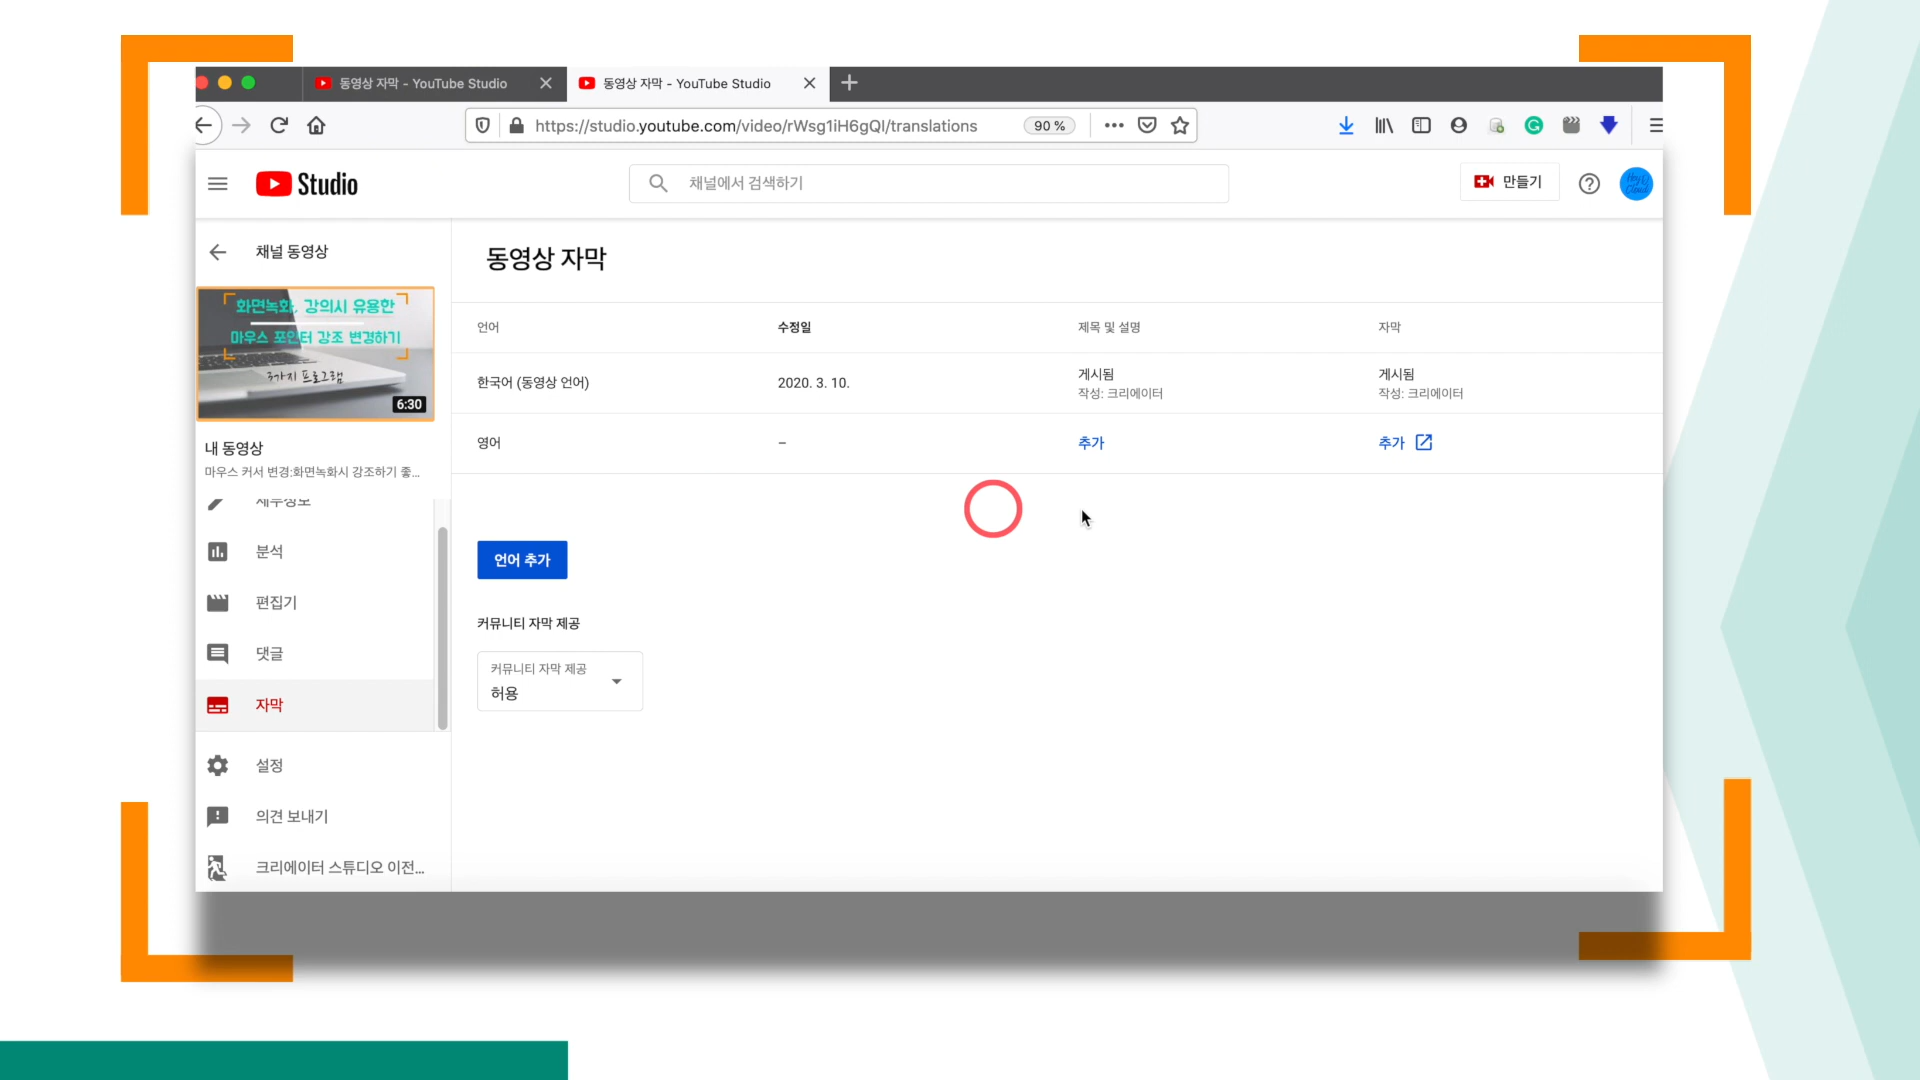 동영상 자막 - YouTube Studio
동영상 자막 - YouTube Studio
https://studio.youtube.com/video/rWsg1iH6gQI/translations
90 %
Studio
채널에서 검색하기
만들기
채널 동영상
동영상 자막
화면녹화, 강의시 유용한
마우스 포인터 강조 변경하기
3가지 프로그램
6:30
내 동영상
마우스 커서 변경:화면녹화시 강조하기 좋...
세부정보
분석
편집기
댓글
자막
설정
의견 보내기
크리에이터 스튜디오 이전...
언어 수정일 제목 및 설명 자막
한국어 (동영상 언어) 2020. 3. 10. 게시됨 게시됨
작성: 크리에이터 작성: 크리에이터
영어 – 추가 추가
언어 추가
커뮤니티 자막 제공
커뮤니티 자막 제공
허용